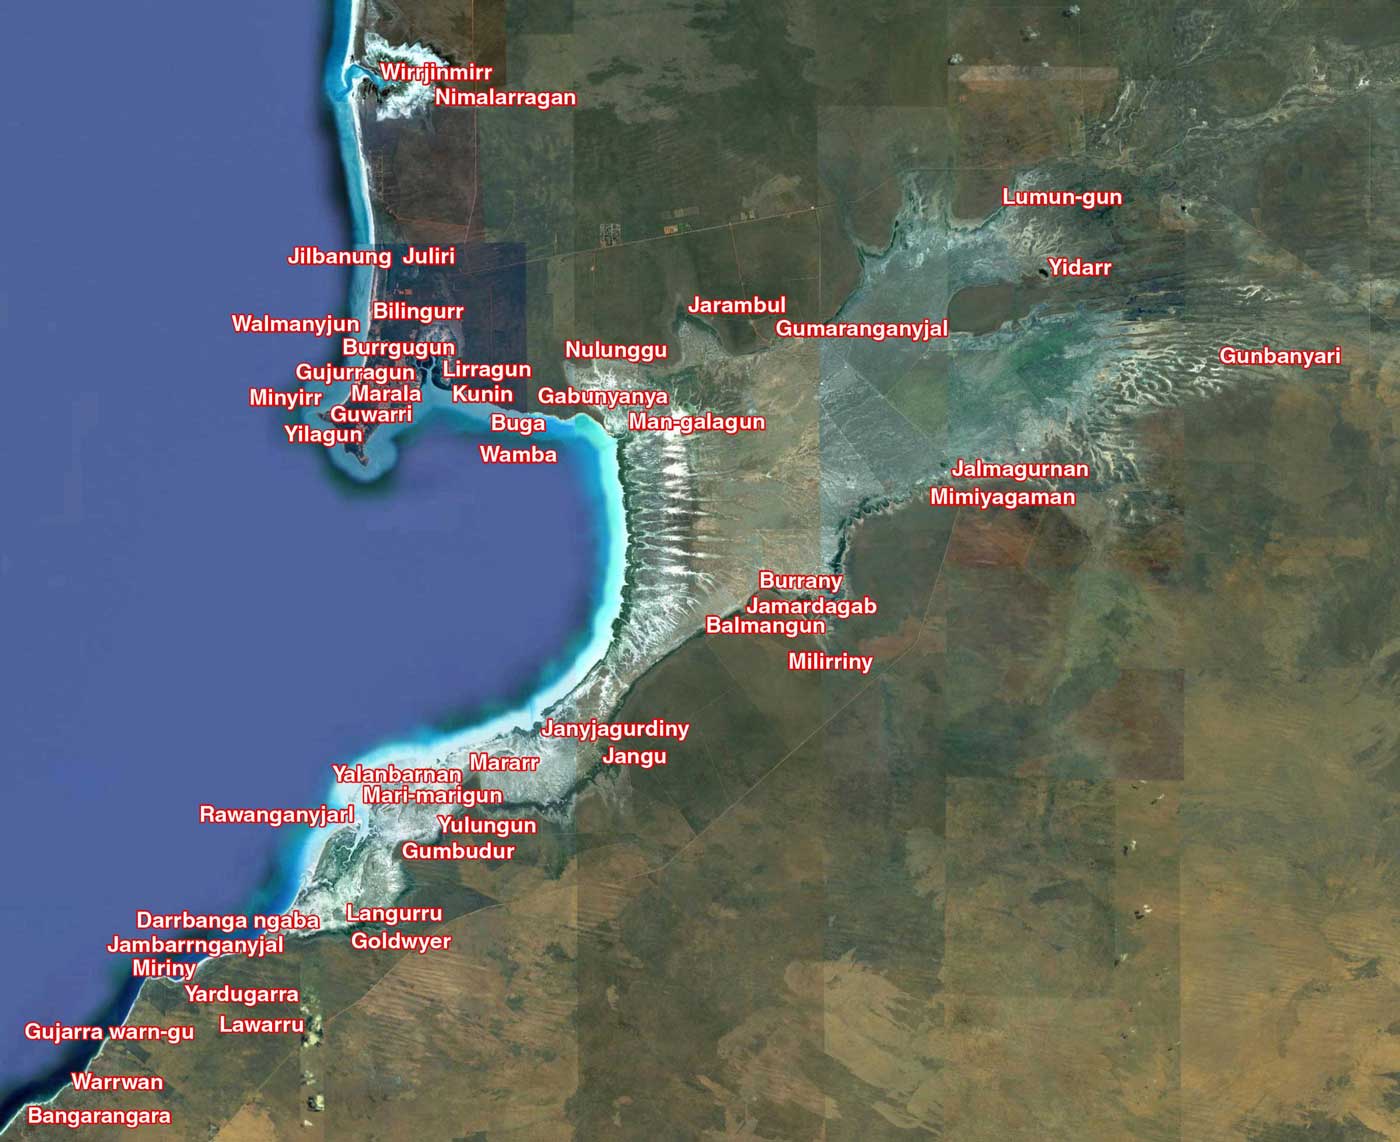 Wirrjinmirr
Nimalarragan
Lumun-gun
Jilbanung
Juliri
Yidarr
Jarambul
Bilingurr
Walmanyjun
Gumaranganyjal
Burrgugun
Nulunggu
Gunbanyari
Gujurragun
Lirragun
Minyirr
Marala
Kunin
Gabunyanya
Guwarri
Buga
Man-galagun
Yilagun
Wamba
Jalmagurnan
Mimiyagaman
Burrany
Jamardagab
Balmangun
Milirriny
Janyjagurdiny
Jangu
Mararr
Yalanbarnan
Mari-marigun
Rawanganyjarl
Yulungun
Gumbudur
Langurru
Darrbanga ngaba
Goldwyer
Jambarrnganyjal
Miriny
Yardugarra
Lawarru
Gujarra warn-gu
Warrwan
Bangarangara